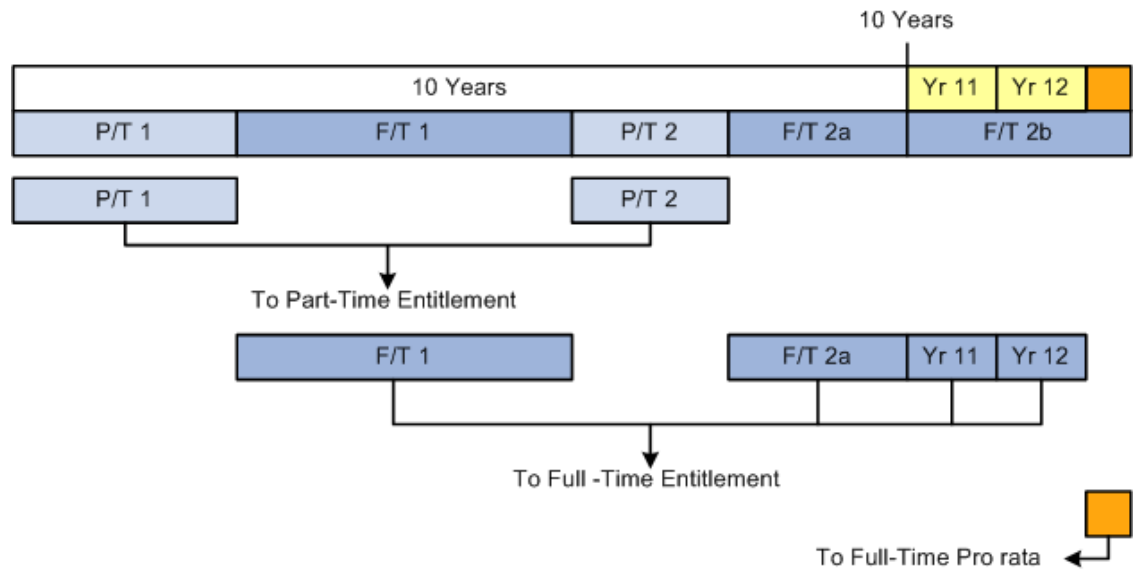 10 Years
10 Years Yr 11 Yr 12
P/T 1 F/T 1 P/T 2 F/T 2a F/T 2b
P/T 1 P/T 2
To Part-Time Entitlement
F/T 1 F/T 2a Yr 11 Yr 12
To Full -Time Entitlement
To Full-Time Pro rata